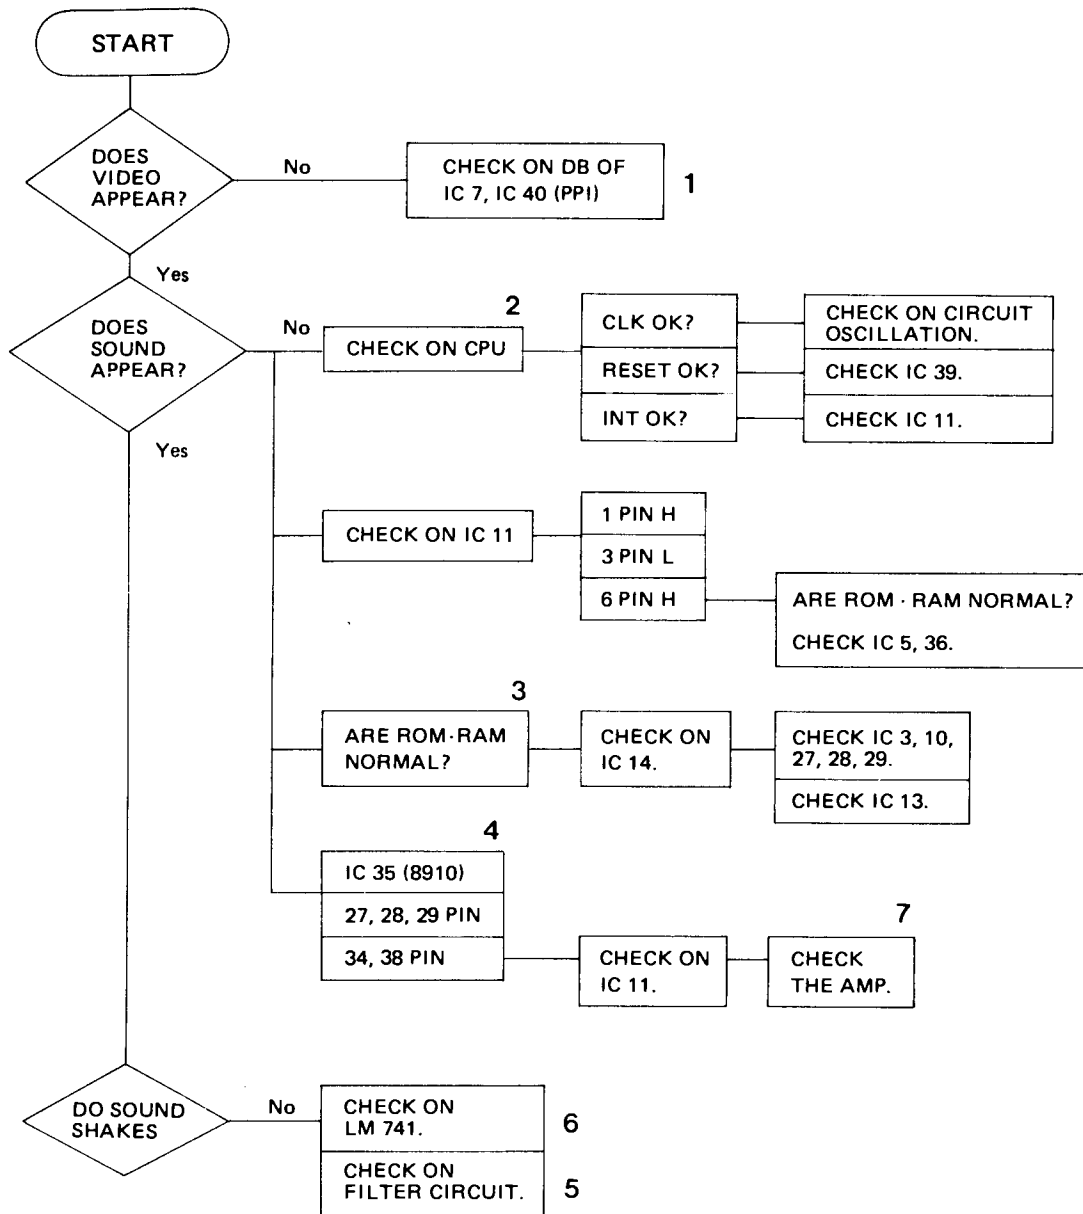 START
DOES
VIDEO
APPEAR?
No
CHECK ON DB OF
IC 7, IC 40 (PPI)
1
Yes
DOES
SOUND
APPEAR?
No
2
CHECK ON CPU
CLK OK?
CHECK ON CIRCUIT
OSCILLATION.
RESET OK?
CHECK IC 39.
INT OK?
CHECK IC 11.
Yes
CHECK ON IC 11
1 PIN H
3 PIN L
6 PIN H
ARE ROM · RAM NORMAL?
CHECK IC 5, 36.
3
ARE ROM·RAM
NORMAL?
CHECK ON
IC 14.
CHECK IC 3, 10,
27, 28, 29.
CHECK IC 13.
4
IC 35 (8910)
27, 28, 29 PIN
34, 38 PIN
CHECK ON
IC 11.
7
CHECK
THE AMP.
DO SOUND
SHAKES
No
CHECK ON
LM 741.
6
CHECK ON
FILTER CIRCUIT.
5